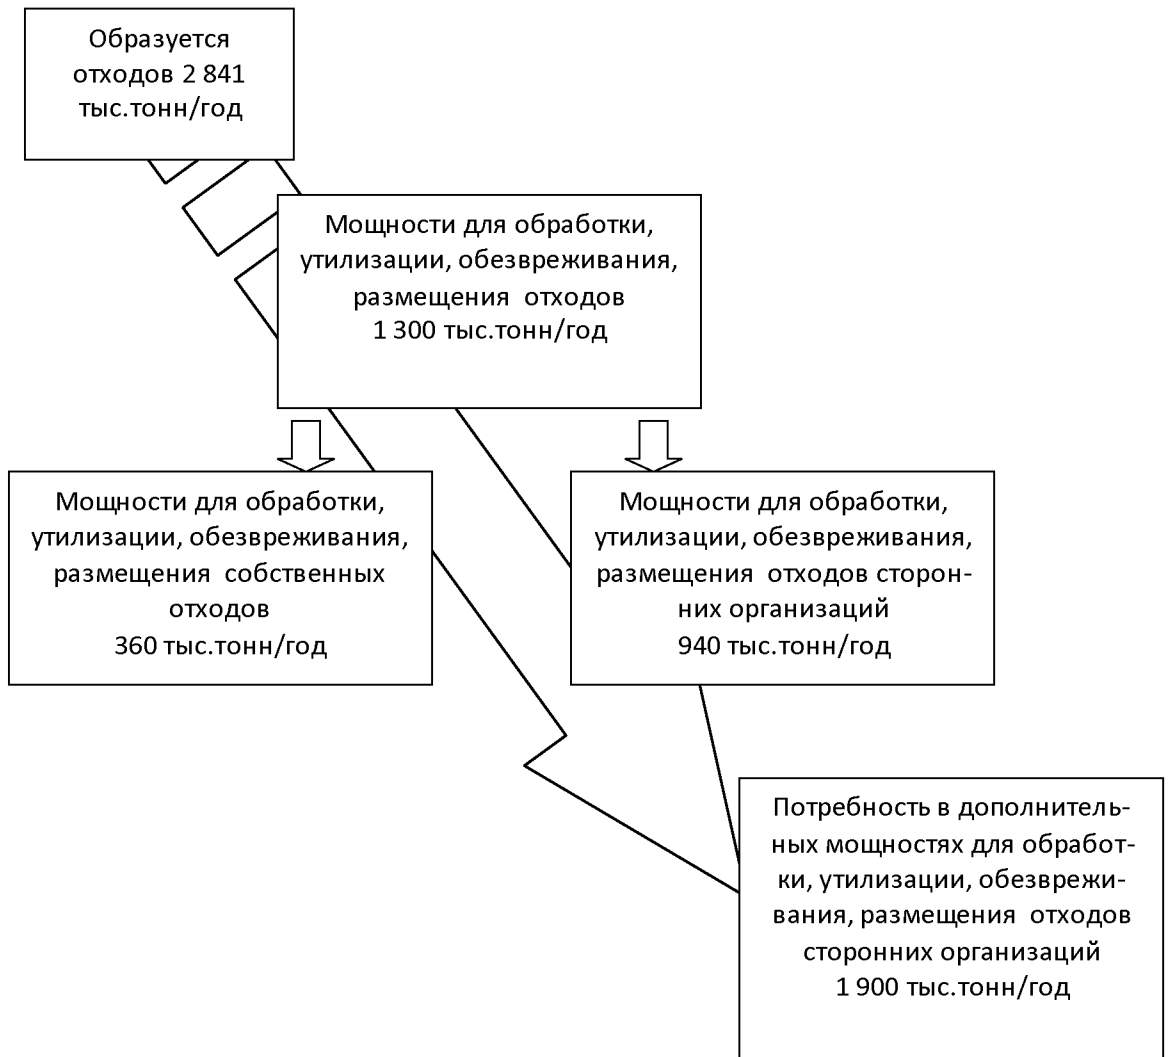 Образуется
отходов 2 841
тыс.тонн/год
Мощности для обработки,
утилизации, обезвреживания,
размещения отходов
1 300 тыс.тонн/год
Мощности для обработки,
утилизации, обезвреживания,
размещения собственных
отходов
360 тыс.тонн/год
Мощности для обработки,
утилизации, обезвреживания,
размещения отходов сторон-
них организаций
940 тыс.тонн/год
Потребность в дополнитель-
ных мощностях для обработ-
ки, утилизации, обезврежи-
вания, размещения отходов
сторонних организаций
1 900 тыс.тонн/год